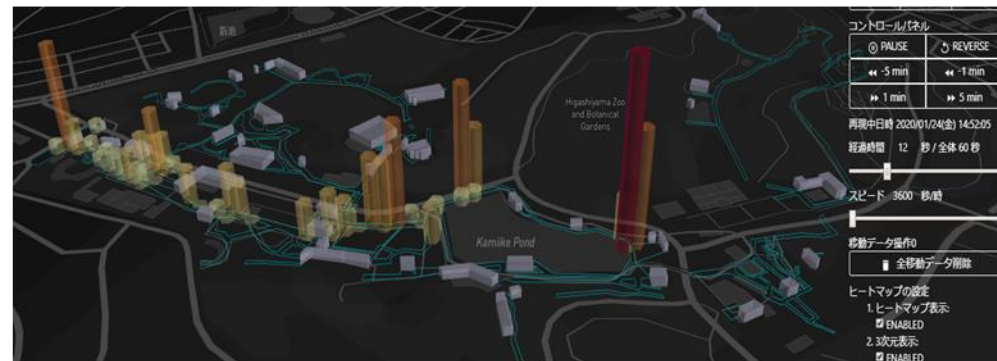 新池
Higashiyama Zoo
and Botanical
Gardens
Kamiike Pond
コントロールパネル
PAUSE
REVERSE
-5 min
-1 min
1 min
5 min
再現中日時 2020/01/24(金) 14:52:05
経過時間 12 秒 / 全体 60 秒
スピード 3600 秒/時
移動データ操作0
全移動データ削除
ヒートマップの設定
1. ヒートマップ表示:
ENABLED
2. 3次元表示:
ENABLED